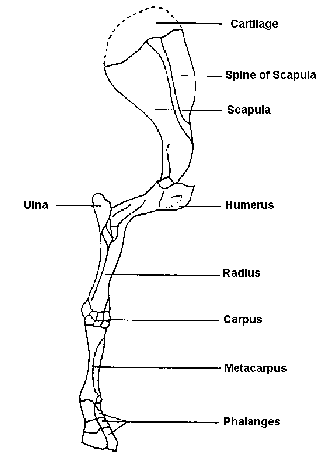 Cartilage
Spine of Scapula
Scapula
Ulna
Humerus
Radius
Carpus
Metacarpus
Phalanges